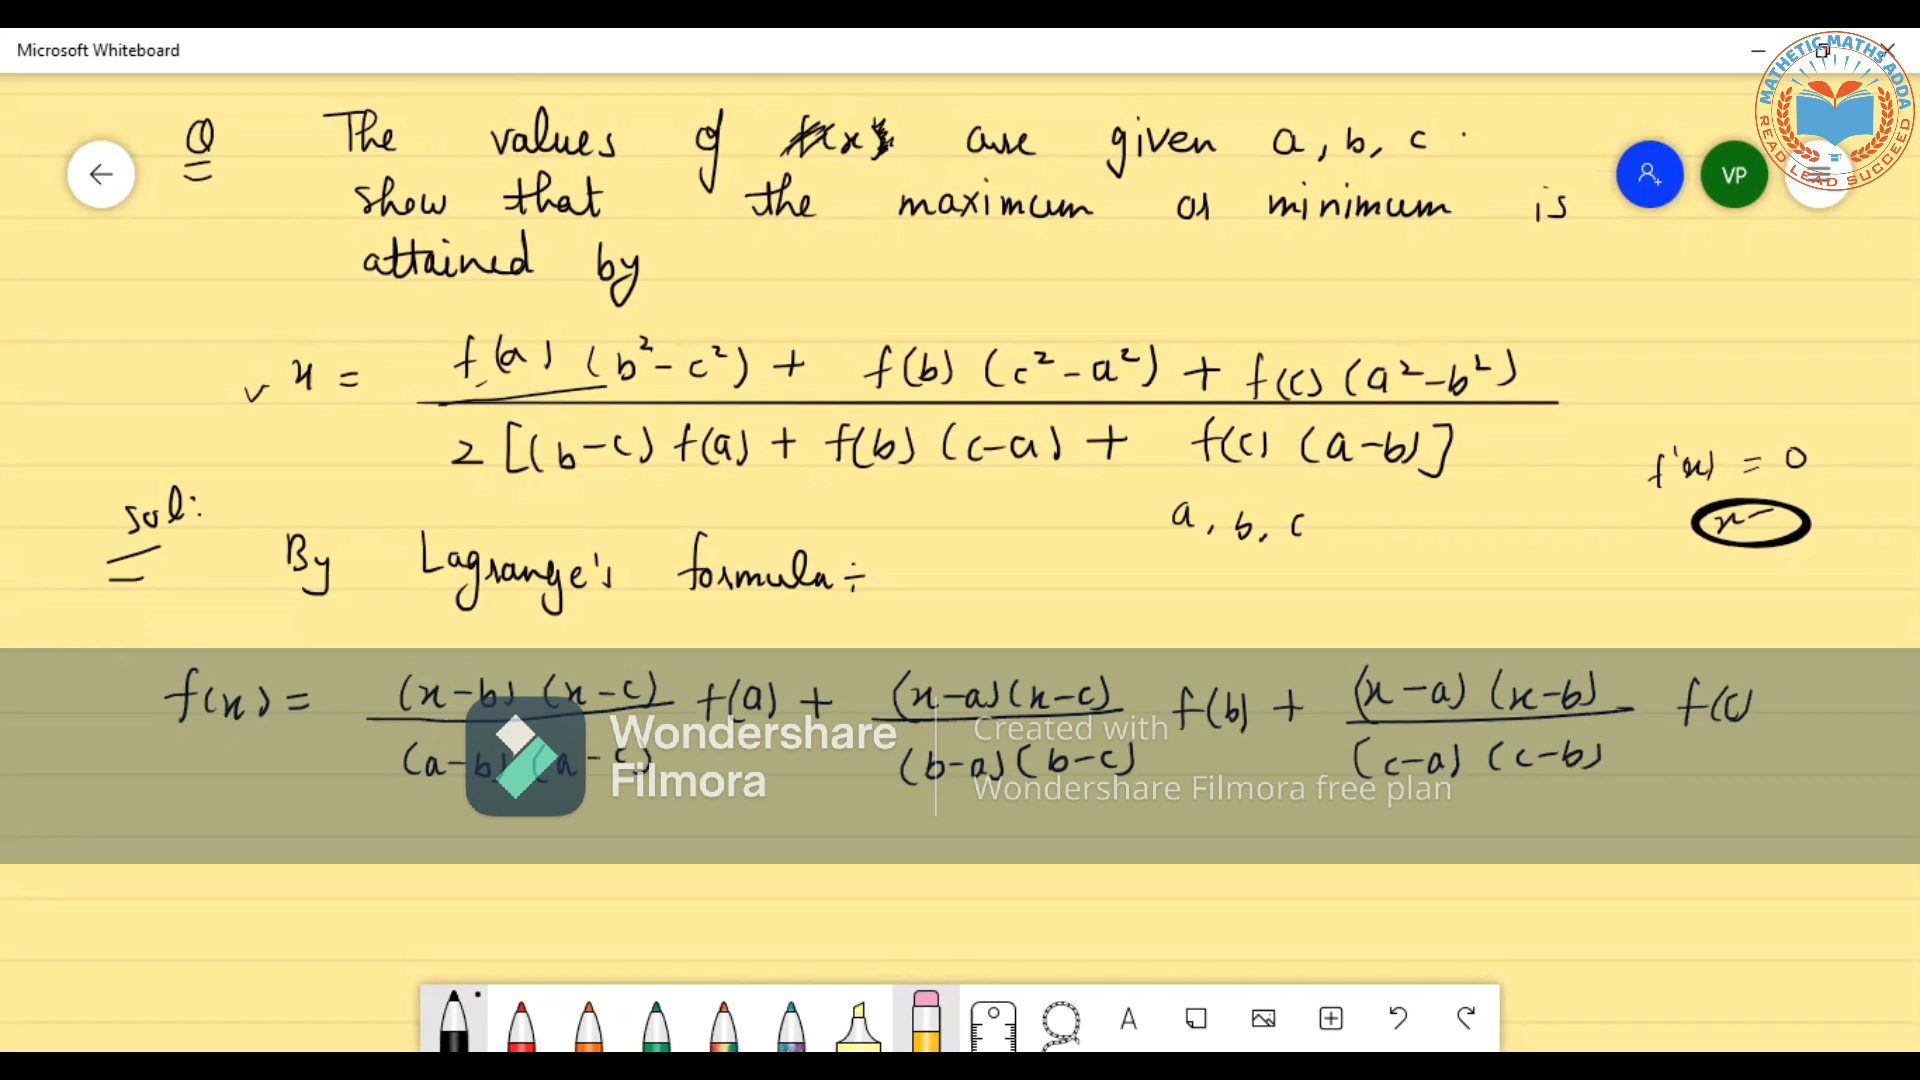 Microsoft Whiteboard
MATHETIC MATHS ADDA
READ LEAD SUCCEED
VP
Q The values of x are given a, b, c.
show that the maximum or minimum is
attained by
x = f(a) (b² - c²) + f(b) (c² - a²) + f(c) (a² - b²)
2 [(b-c) f(a) + f(b) (c-a) + f(c) (a-b)]
f'(x) = 0
a, b, c
x =
Sol:
By Lagrange's formula ÷
f(x) = (x-b) (x-c) f(a) + (x-a)(x-c) f(b) + (x-a) (x-b) f(c)
(a-b) (a-c) (b-a) (b-c) (c-a) (c-b)
Wondershare
Filmora
Created with
Wondershare Filmora free plan